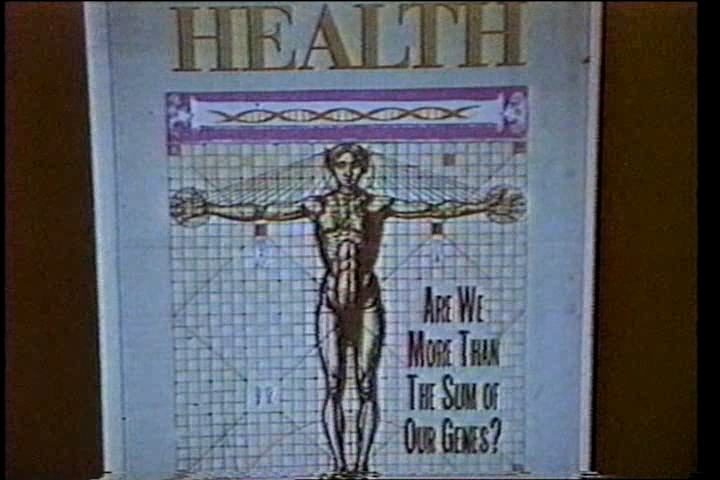 HEALTH
ARE WE
MORE THAN
THE SUM OF
OUR GENES?